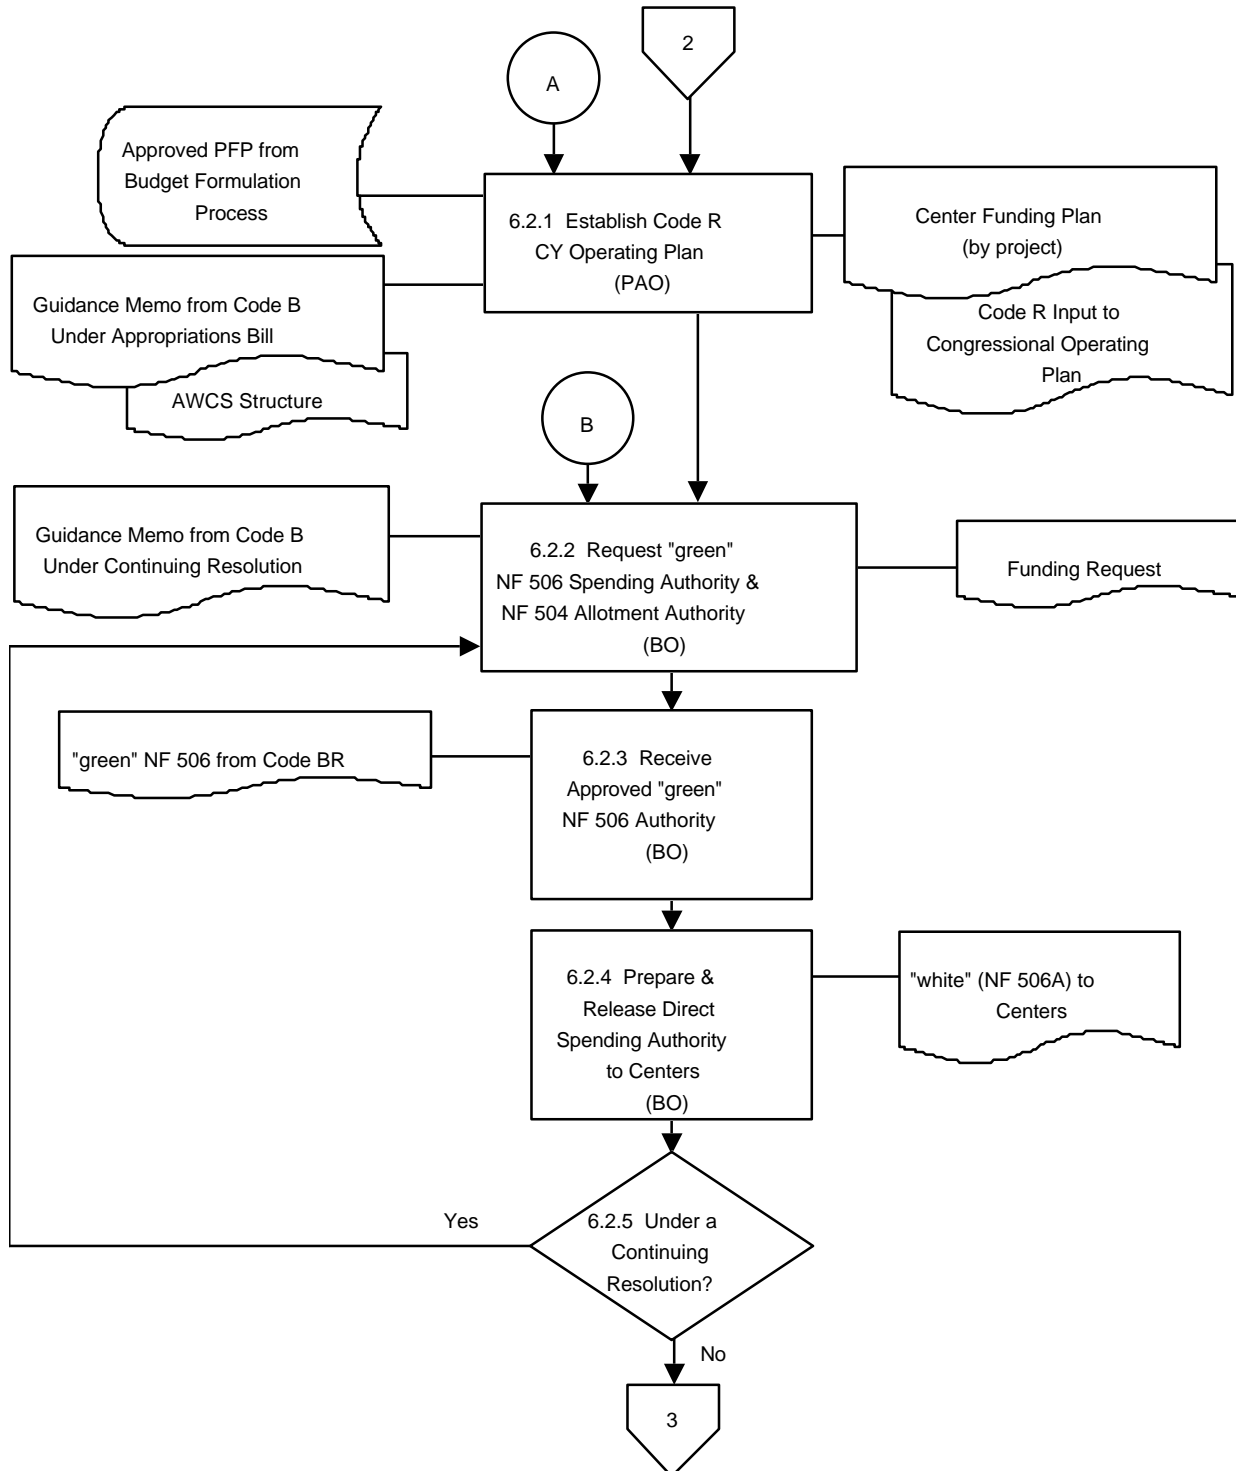 2
A
Approved PFP from
Budget Formulation
Process
6.2.1 Establish Code R
CY Operating Plan
(PAO)
Center Funding Plan
(by project)
Code R Input to
Congressional Operating
Plan
Guidance Memo from Code B
Under Appropriations Bill
AWCS Structure
B
Guidance Memo from Code B
Under Continuing Resolution
6.2.2 Request "green"
NF 506 Spending Authority &
NF 504 Allotment Authority
(BO)
Funding Request
"green" NF 506 from Code BR
6.2.3 Receive
Approved "green"
NF 506 Authority
(BO)
6.2.4 Prepare &
Release Direct
Spending Authority
to Centers
(BO)
"white" (NF 506A) to
Centers
Yes
6.2.5 Under a
Continuing
Resolution?
No
3